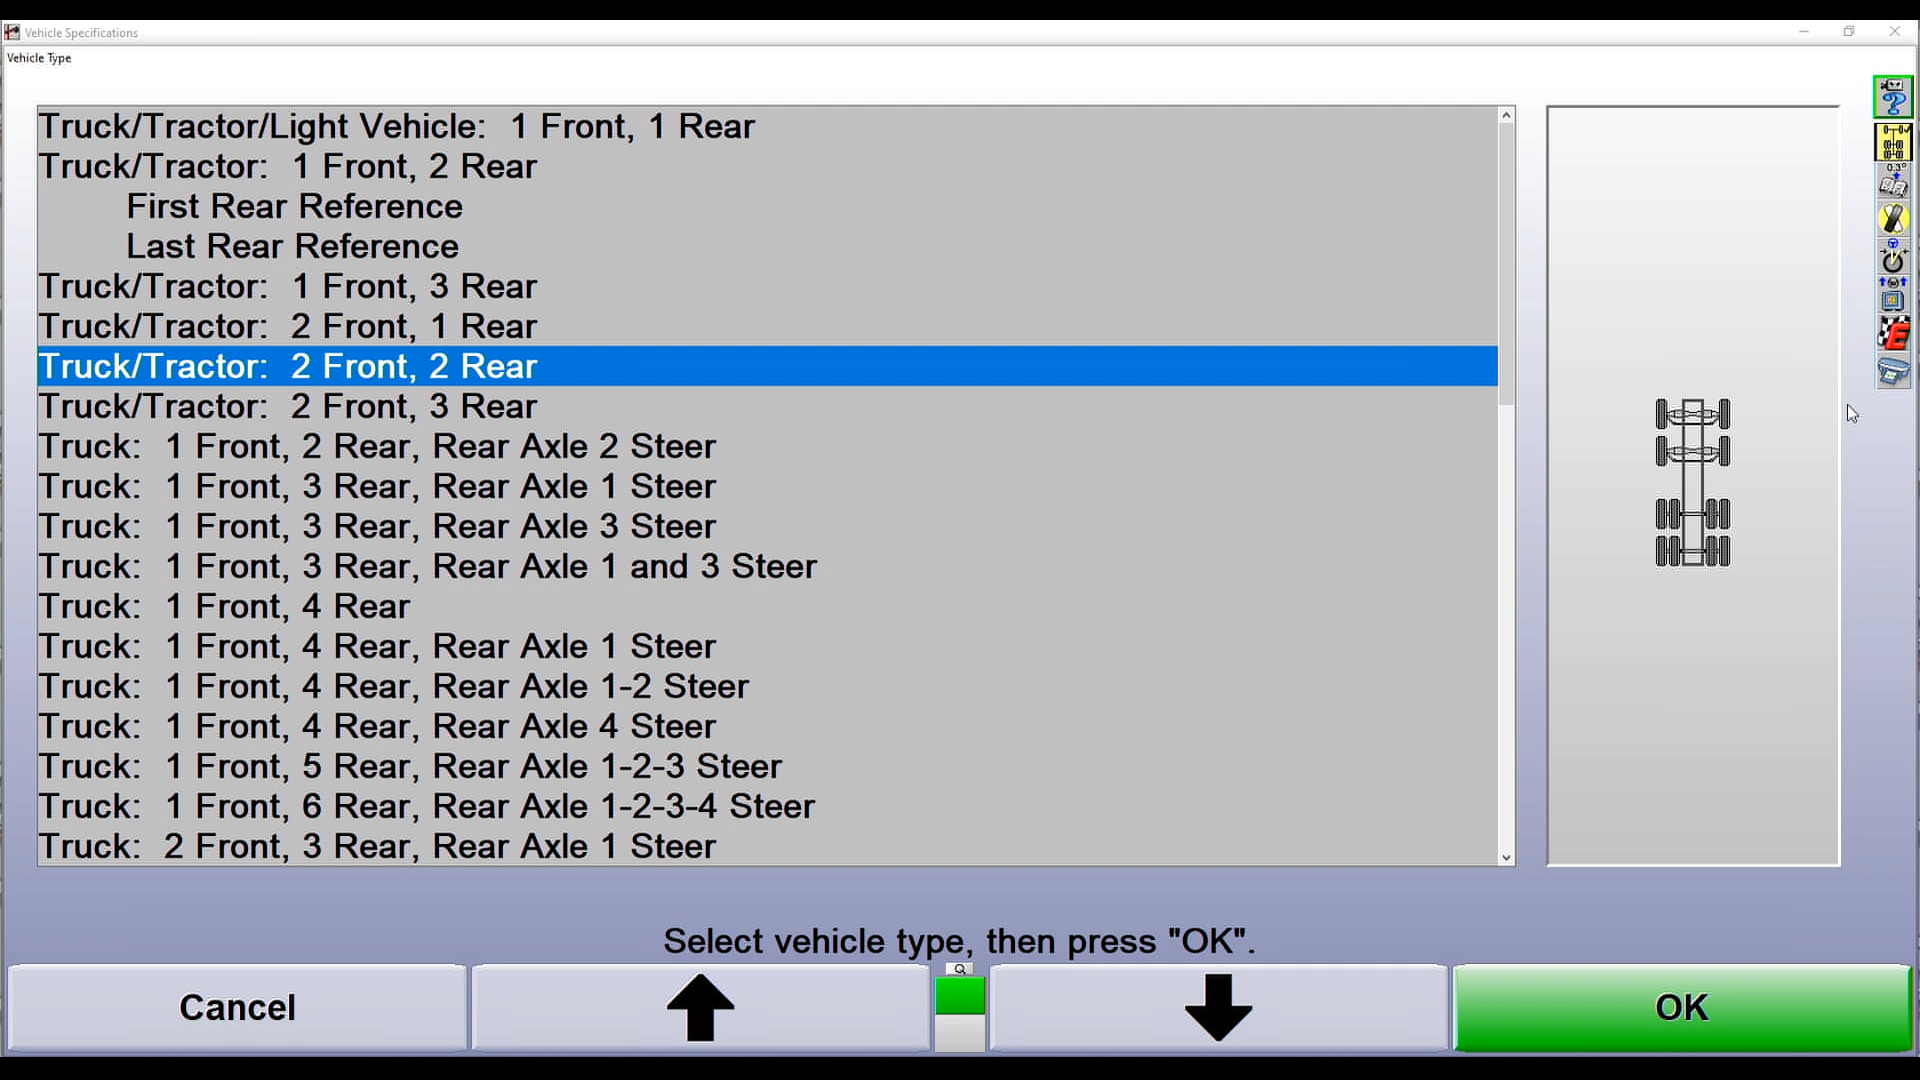 Vehicle Specifications
Vehicle Type
Truck/Tractor/Light Vehicle:  1 Front, 1 Rear
Truck/Tractor:  1 Front, 2 Rear
First Rear Reference
Last Rear Reference
Truck/Tractor:  1 Front, 3 Rear
Truck/Tractor:  2 Front, 1 Rear
Truck/Tractor:  2 Front, 2 Rear
Truck/Tractor:  2 Front, 3 Rear
Truck:  1 Front, 2 Rear, Rear Axle 2 Steer
Truck:  1 Front, 3 Rear, Rear Axle 1 Steer
Truck:  1 Front, 3 Rear, Rear Axle 3 Steer
Truck:  1 Front, 3 Rear, Rear Axle 1 and 3 Steer
Truck:  1 Front, 4 Rear
Truck:  1 Front, 4 Rear, Rear Axle 1 Steer
Truck:  1 Front, 4 Rear, Rear Axle 1-2 Steer
Truck:  1 Front, 4 Rear, Rear Axle 4 Steer
Truck:  1 Front, 5 Rear, Rear Axle 1-2-3 Steer
Truck:  1 Front, 6 Rear, Rear Axle 1-2-3-4 Steer
Truck:  2 Front, 3 Rear, Rear Axle 1 Steer
0.3°
E
Select vehicle type, then press "OK".
Cancel
OK